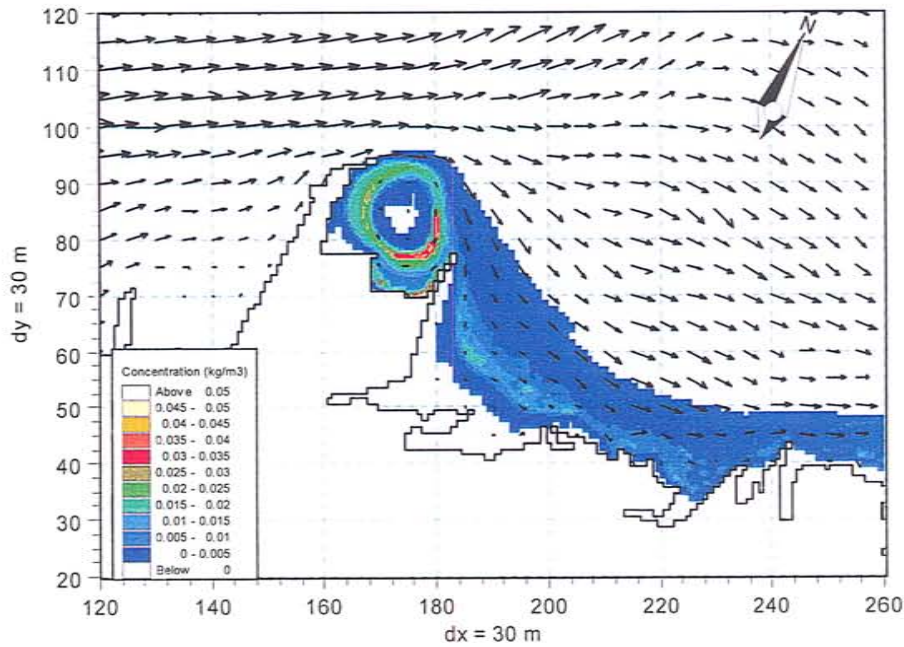 120
110
100
90
80
70
60
50
40
30
20
dy = 30 m
N
Concentration (kg/m3)
Above 0.05
0.045 - 0.05
0.04 - 0.045
0.035 - 0.04
0.03 - 0.035
0.025 - 0.03
0.02 - 0.025
0.015 - 0.02
0.01 - 0.015
0.005 - 0.01
0 - 0.005
Below 0
120 140 160 180 200 220 240 260
dx = 30 m